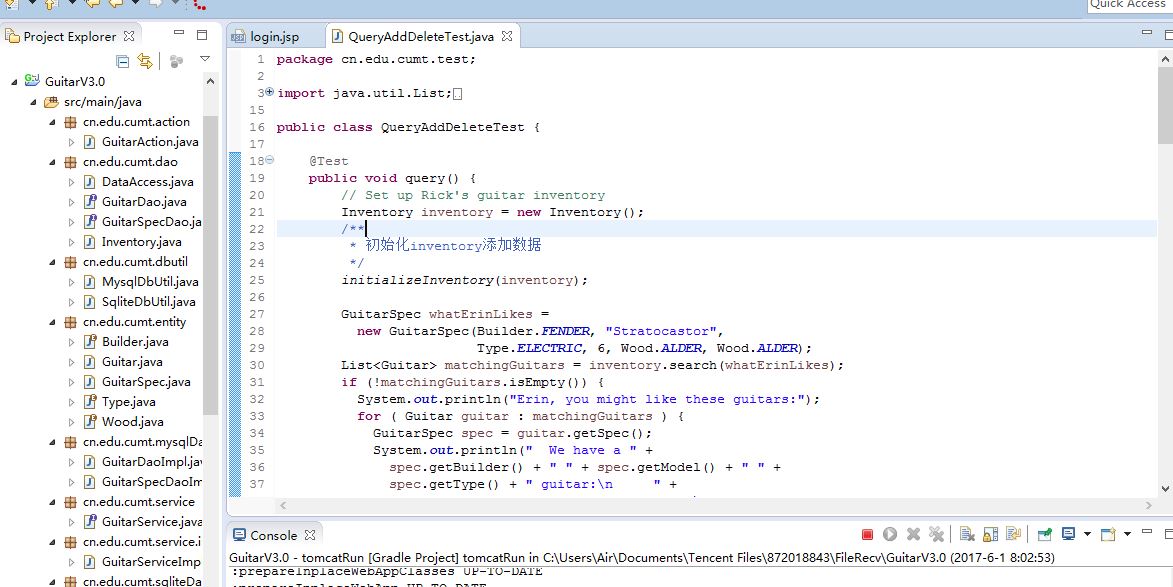 Quick Access
Project Explorer
login.jsp
QueryAddDeleteTest.java
GuitarV3.0
src/main/java
cn.edu.cumt.action
GuitarAction.java
cn.edu.cumt.dao
DataAccess.java
GuitarDao.java
GuitarSpecDao.ja
Inventory.java
cn.edu.cumt.dbutil
MysqlDbUtil.java
SqliteDbUtil.java
cn.edu.cumt.entity
Builder.java
Guitar.java
GuitarSpec.java
Type.java
Wood.java
cn.edu.cumt.mysqlDa
GuitarDaoImpl.jav
GuitarSpecDaoIm
cn.edu.cumt.service
GuitarService.java
cn.edu.cumt.service.i
GuitarServiceImp
cn.edu.cumt.sqliteDa
1 package cn.edu.cumt.test;
2
3 import java.util.List;
15
16 public class QueryAddDeleteTest {
17
18 @Test
19 public void query() {
20 // Set up Rick's guitar inventory
21 Inventory inventory = new Inventory();
22 /**
23 * 初始化inventory添加数据
24 */
25 initializeInventory(inventory);
26
27 GuitarSpec whatErinLikes =
28 new GuitarSpec(Builder.FENDER, "Stratocastor",
29 Type.ELECTRIC, 6, Wood.ALDER, Wood.ALDER);
30 List<Guitar> matchingGuitars = inventory.search(whatErinLikes);
31 if (!matchingGuitars.isEmpty()) {
32 System.out.println("Erin, you might like these guitars:");
33 for ( Guitar guitar : matchingGuitars ) {
34 GuitarSpec spec = guitar.getSpec();
35 System.out.println("  We have a " +
36 spec.getBuilder() + " " + spec.getModel() + " " +
37 spec.getType() + " guitar:\n     " +
Console
GuitarV3.0 - tomcatRun [Gradle Project] tomcatRun in C:\Users\Air\Documents\Tencent Files\872018843\FileRecv\GuitarV3.0 (2017-6-1 8:02:53)
:prepareInplaceWebAppClasses UP-TO-DATE
:prepareInplaceWebApp UP-TO-DATE